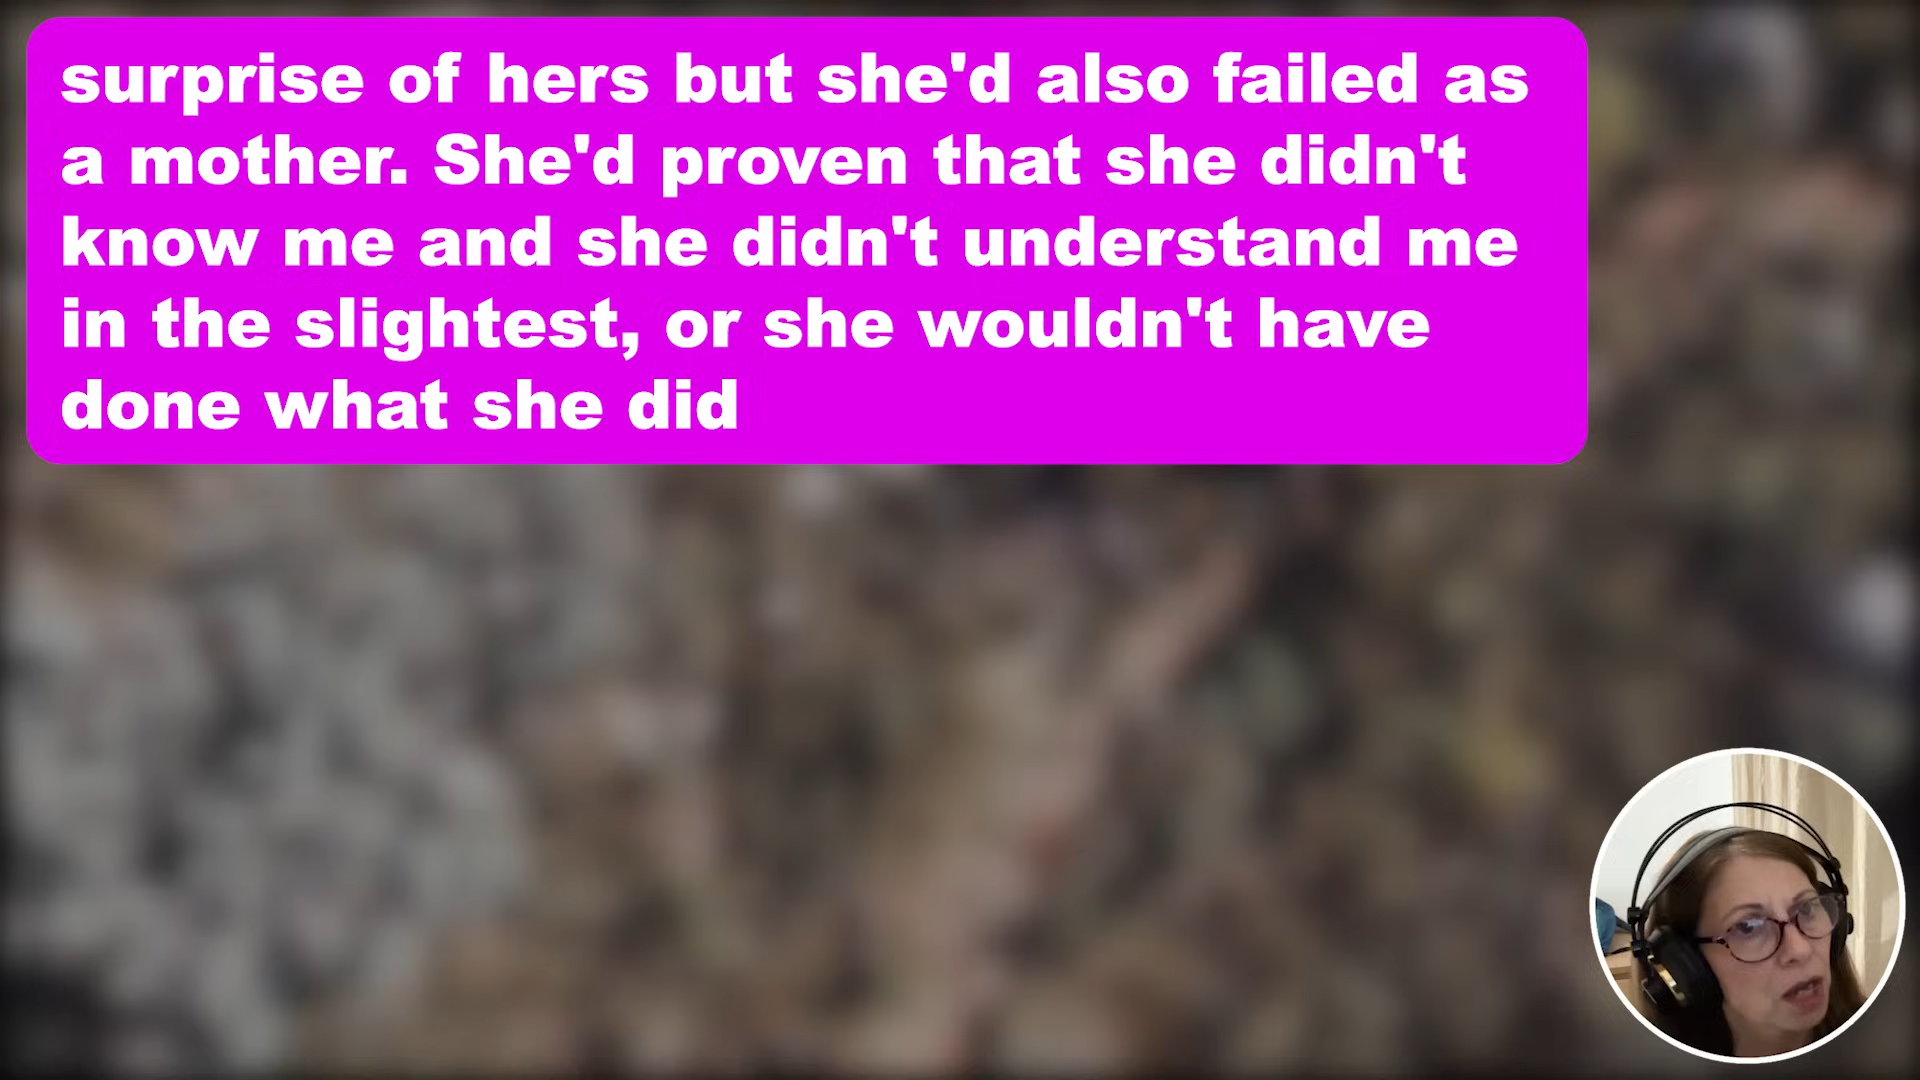 surprise of hers but she'd also failed as
a mother. She'd proven that she didn't
know me and she didn't understand me
in the slightest, or she wouldn't have
done what she did